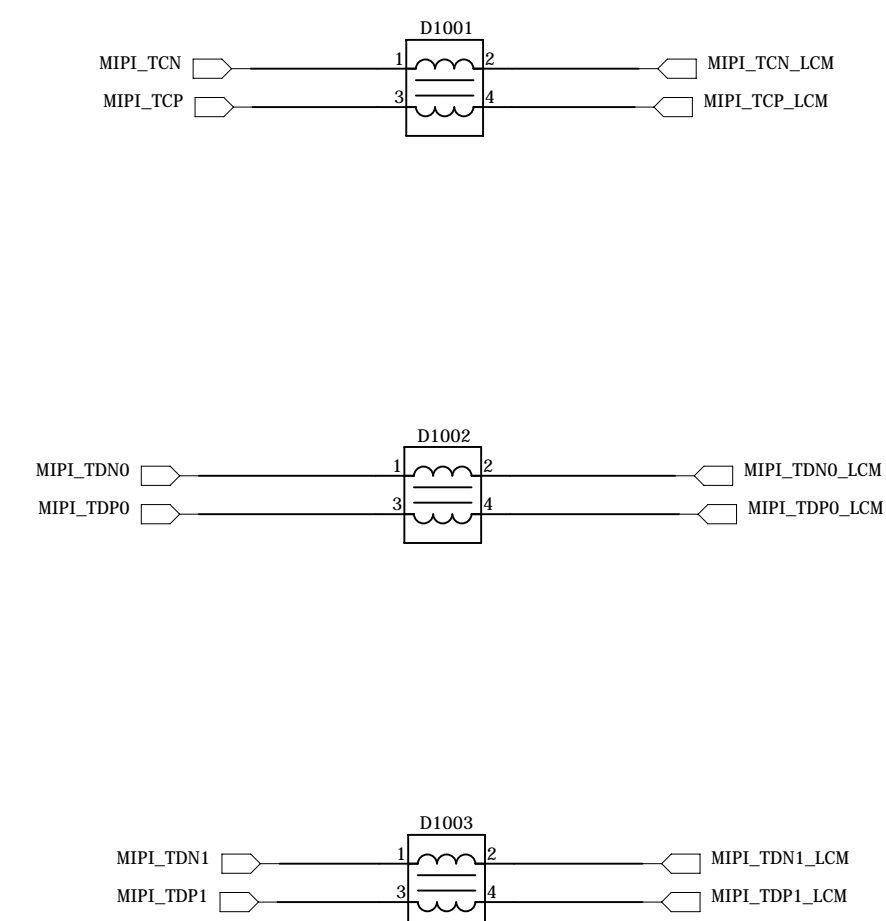 D1001
MIPI_TCN 1 2 MIPI_TCN_LCM
MIPI_TCP 3 4 MIPI_TCP_LCM
D1002
MIPI_TDN0 1 2 MIPI_TDN0_LCM
MIPI_TDP0 3 4 MIPI_TDP0_LCM
D1003
MIPI_TDN1 1 2 MIPI_TDN1_LCM
MIPI_TDP1 3 4 MIPI_TDP1_LCM